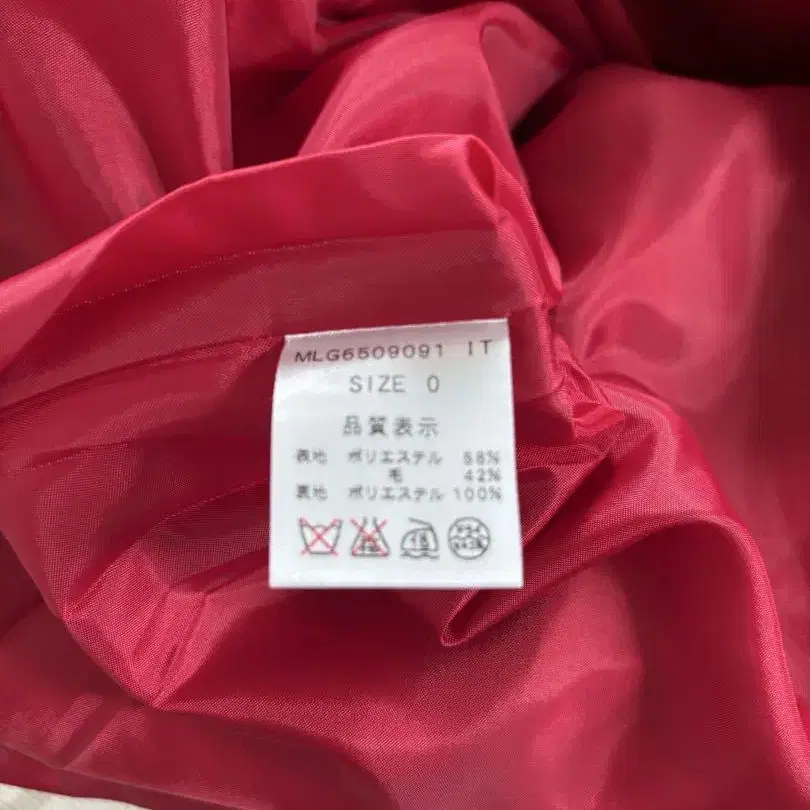 MLG6509091 IT
SIZE 0
品質表示
表地 ポリエステル 58%
毛 42%
裏地 ポリエステル 100%